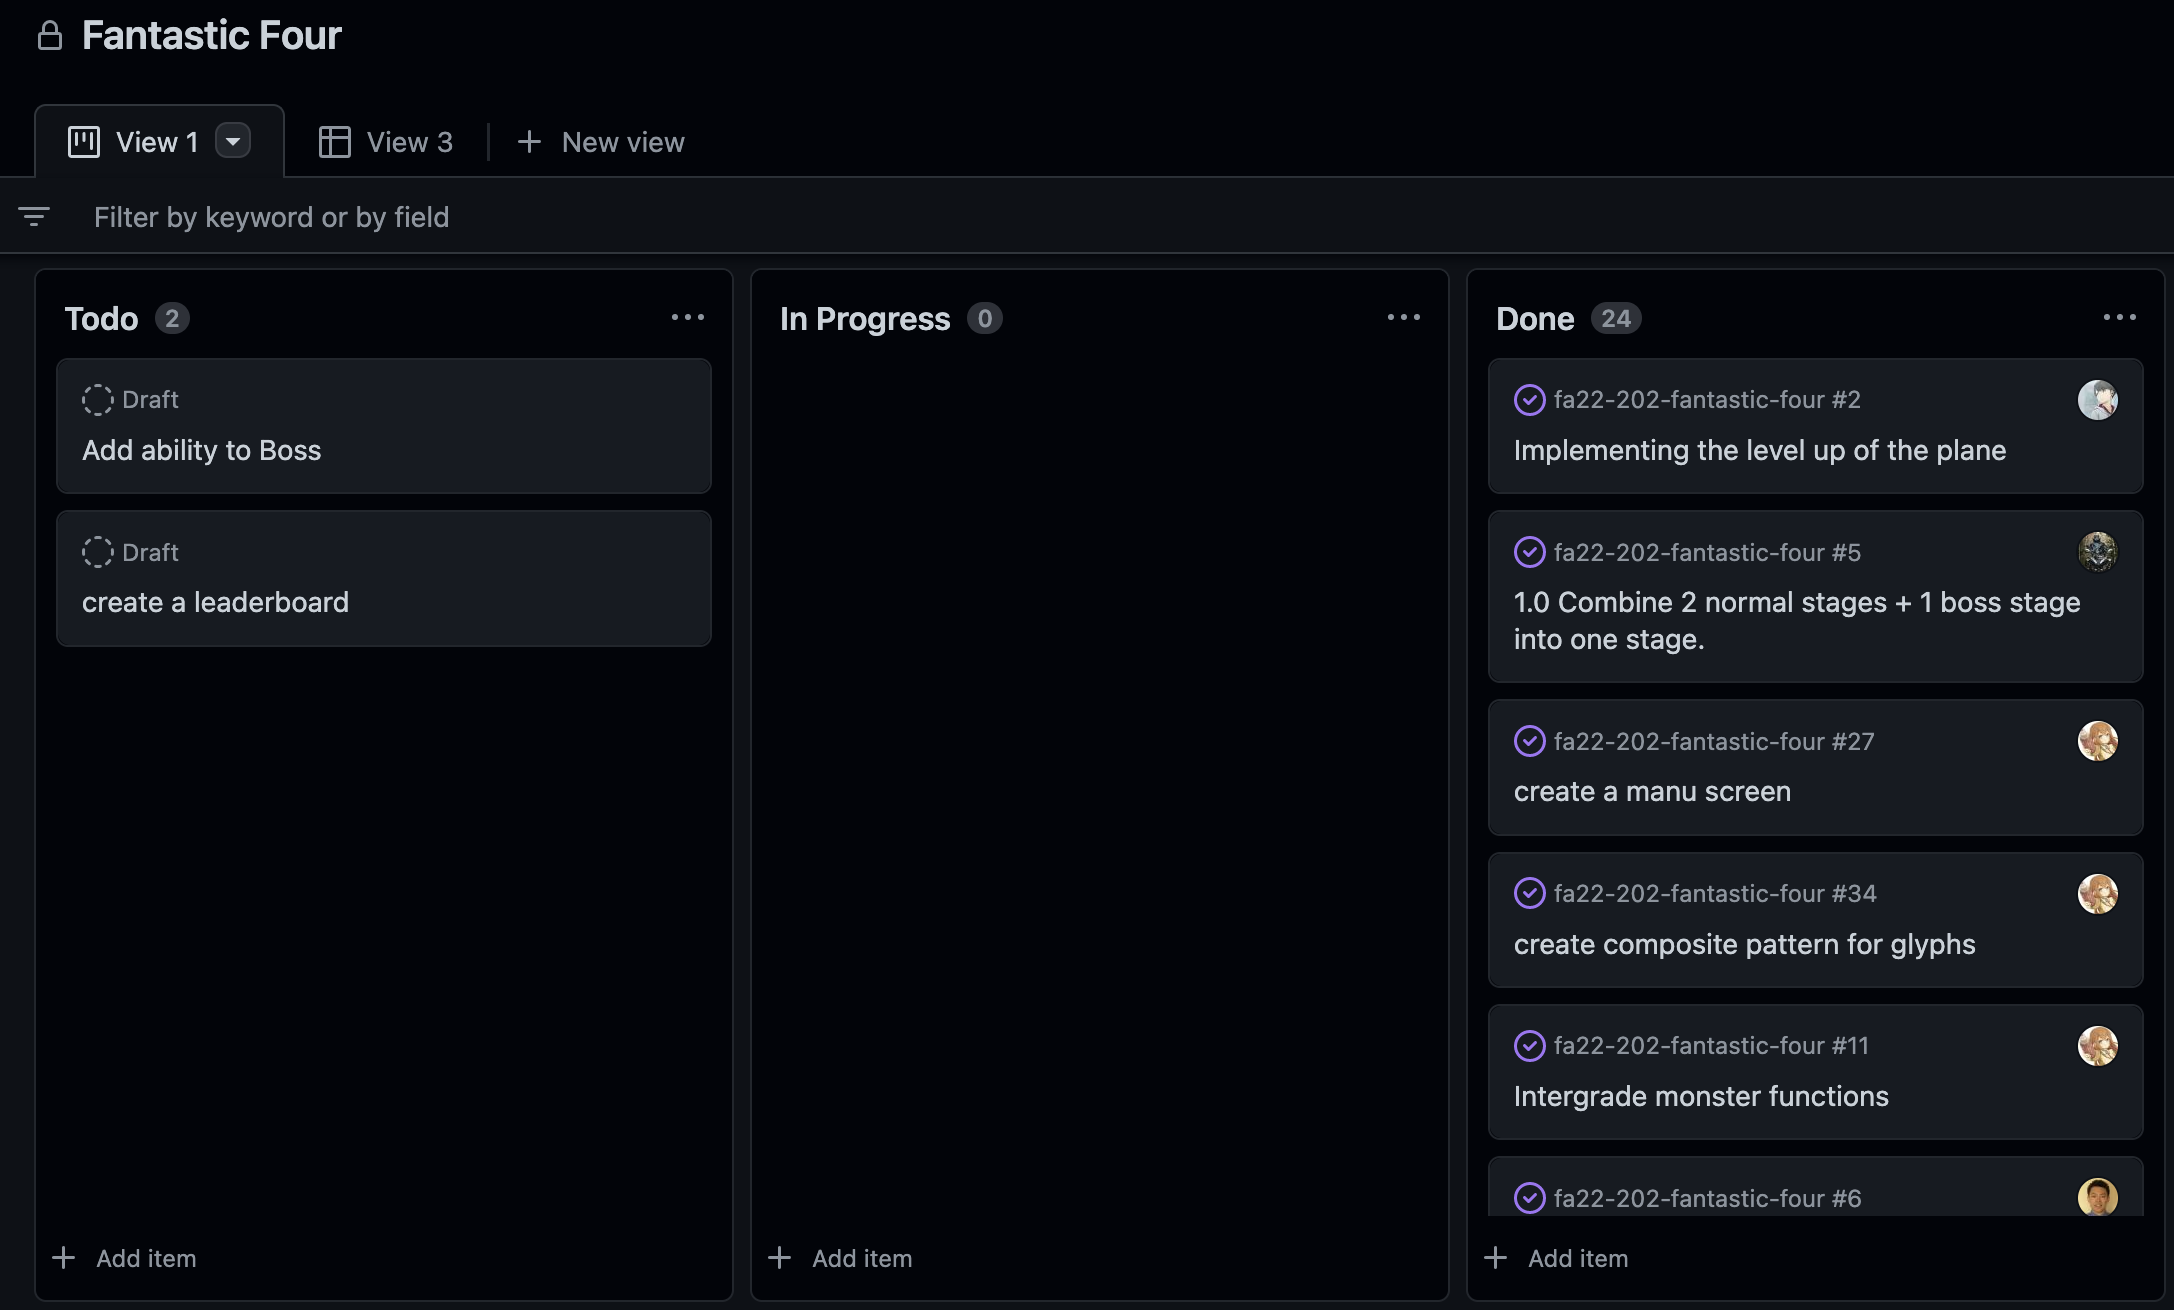 Fantastic Four
View 1
View 3
New view
Filter by keyword or by field
Todo 2
Draft
Add ability to Boss
Draft
create a leaderboard
Add item
In Progress 0
Add item
Done 24
fa22-202-fantastic-four #2
Implementing the level up of the plane
fa22-202-fantastic-four #5
1.0 Combine 2 normal stages + 1 boss stage
into one stage.
fa22-202-fantastic-four #27
create a manu screen
fa22-202-fantastic-four #34
create composite pattern for glyphs
fa22-202-fantastic-four #11
Intergrade monster functions
fa22-202-fantastic-four #6
Add item